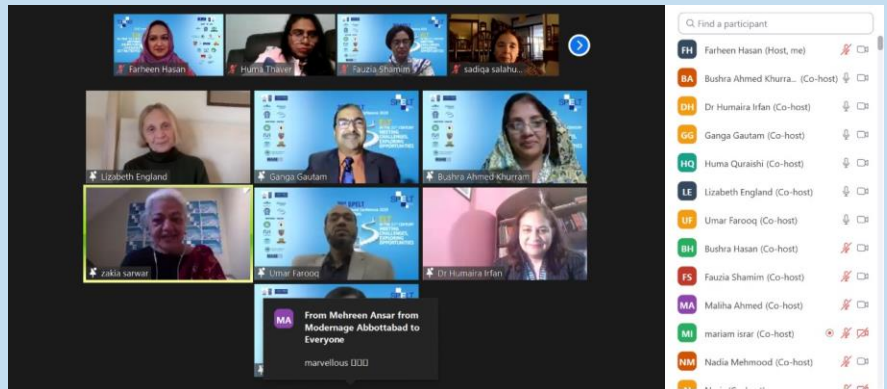 Farheen Hasan
Huma Thaver
Fauzia Shamim
sadiqa salahu...
Lizabeth England
Ganga Gautam
Bushra Ahmed Khurram
zakia sarwar
Umar Farooq
Dr Humaira Irfan
MA
From Mehreen Ansar from
Modernage Abbottabad to
Everyone
marvellous
Find a participant
FH Farheen Hasan (Host, me)
BA Bushra Ahmed Khurra... (Co-host)
DH Dr Humaira Irfan (Co-host)
GG Ganga Gautam (Co-host)
HQ Huma Quraishi (Co-host)
LE Lizabeth England (Co-host)
UF Umar Farooq (Co-host)
BH Bushra Hasan (Co-host)
FS Fauzia Shamim (Co-host)
MA Maliha Ahmed (Co-host)
MI mariam israr (Co-host)
NM Nadia Mehmood (Co-host)